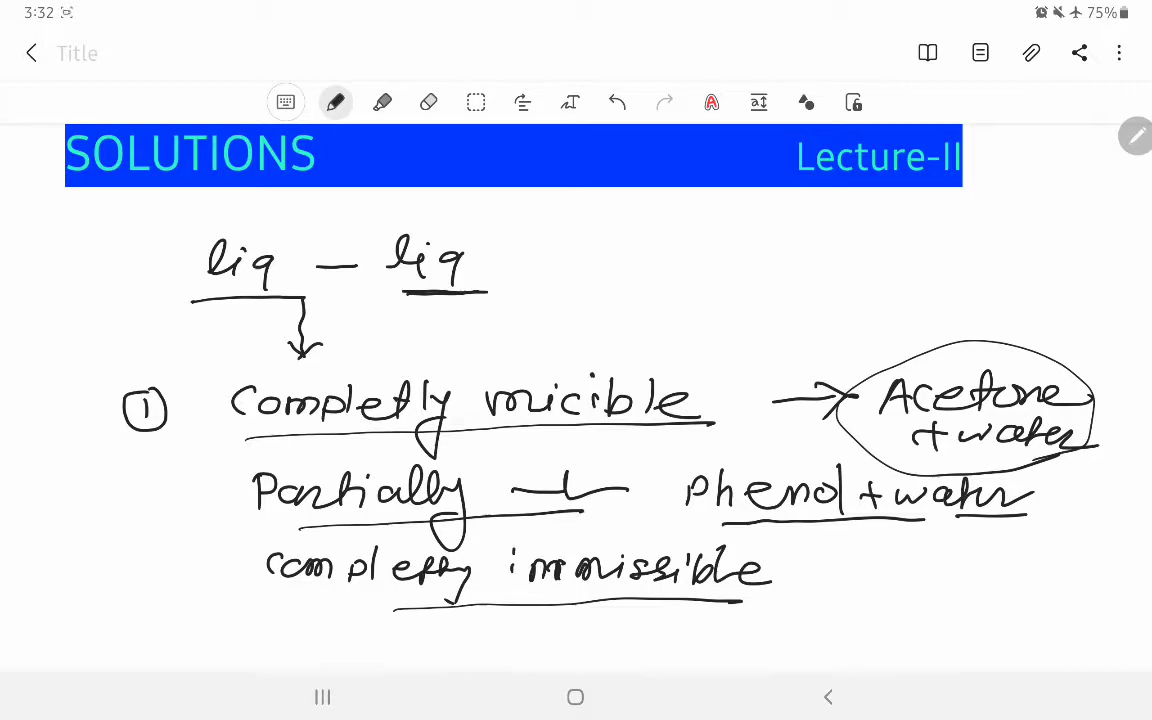 3:32
75%
Title
SOLUTIONS Lecture-II
liq - liq
① Completly micible → Acetone
+ water
Partially Phenol + water
completly immissible